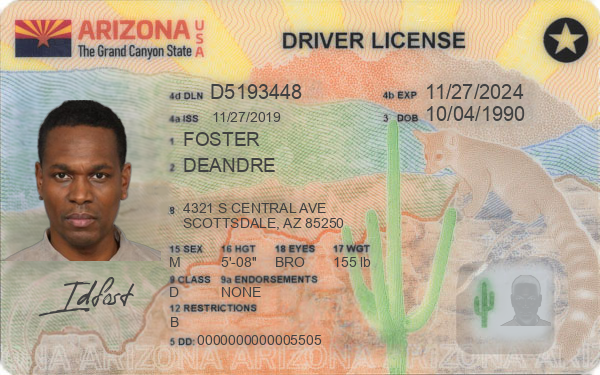 ARIZONA USA
The Grand Canyon State
DRIVER LICENSE
4d DLN D5193448
4b EXP 11/27/2024
4a ISS 11/27/2019
3 DOB 10/04/1990
1 FOSTER
2 DEANDRE
8 4321 S CENTRAL AVE
SCOTTSDALE, AZ 85250
15 SEX 16 HGT 18 EYES 17 WGT
M 5'-08" BRO 155 lb
9 CLASS 9a ENDORSEMENTS
D NONE
12 RESTRICTIONS
B
5 DD: 0000000000005505
ARIZONA ARIZONA ARIZONA ARIZONA